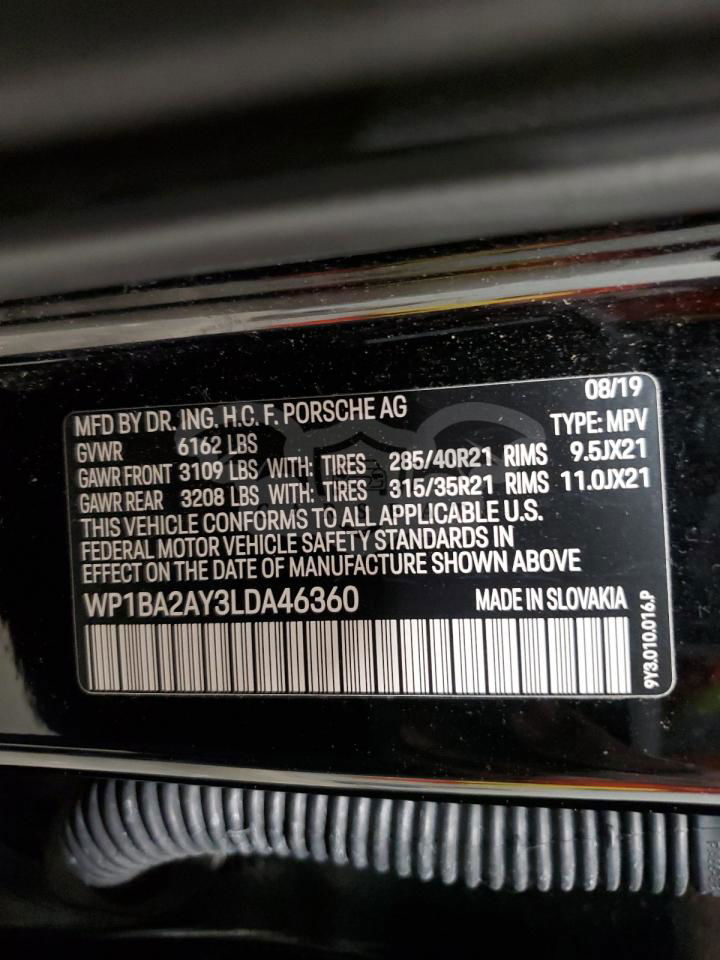 08/19
MFD BY DR. ING. H.C. F. PORSCHE AG
TYPE: MPV
GVWR 6162 LBS
GAWR FRONT 3109 LBS WITH: TIRES 285/40R21 RIMS 9.5JX21
GAWR REAR 3208 LBS WITH: TIRES 315/35R21 RIMS 11.0JX21
THIS VEHICLE CONFORMS TO ALL APPLICABLE U.S.
FEDERAL MOTOR VEHICLE SAFETY STANDARDS IN
EFFECT ON THE DATE OF MANUFACTURE SHOWN ABOVE
WP1BA2AY3LDA46360 MADE IN SLOVAKIA
9Y3.010.016.P